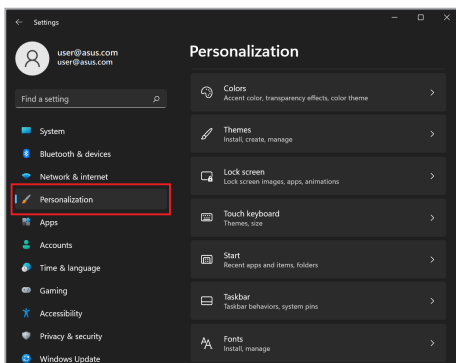 Settings
user@asus.com
user@asus.com
Find a setting
System
Bluetooth & devices
Network & internet
Personalization
Apps
Accounts
Time & language
Gaming
Accessibility
Privacy & security
Windows Update
Personalization
Colors
Accent color, transparency effects, color theme
Themes
Install, create, manage
Lock screen
Lock screen images, apps, animations
Touch keyboard
Themes, size
Start
Recent apps and items, folders
Taskbar
Taskbar behaviors, system pins
Fonts
Install, manage